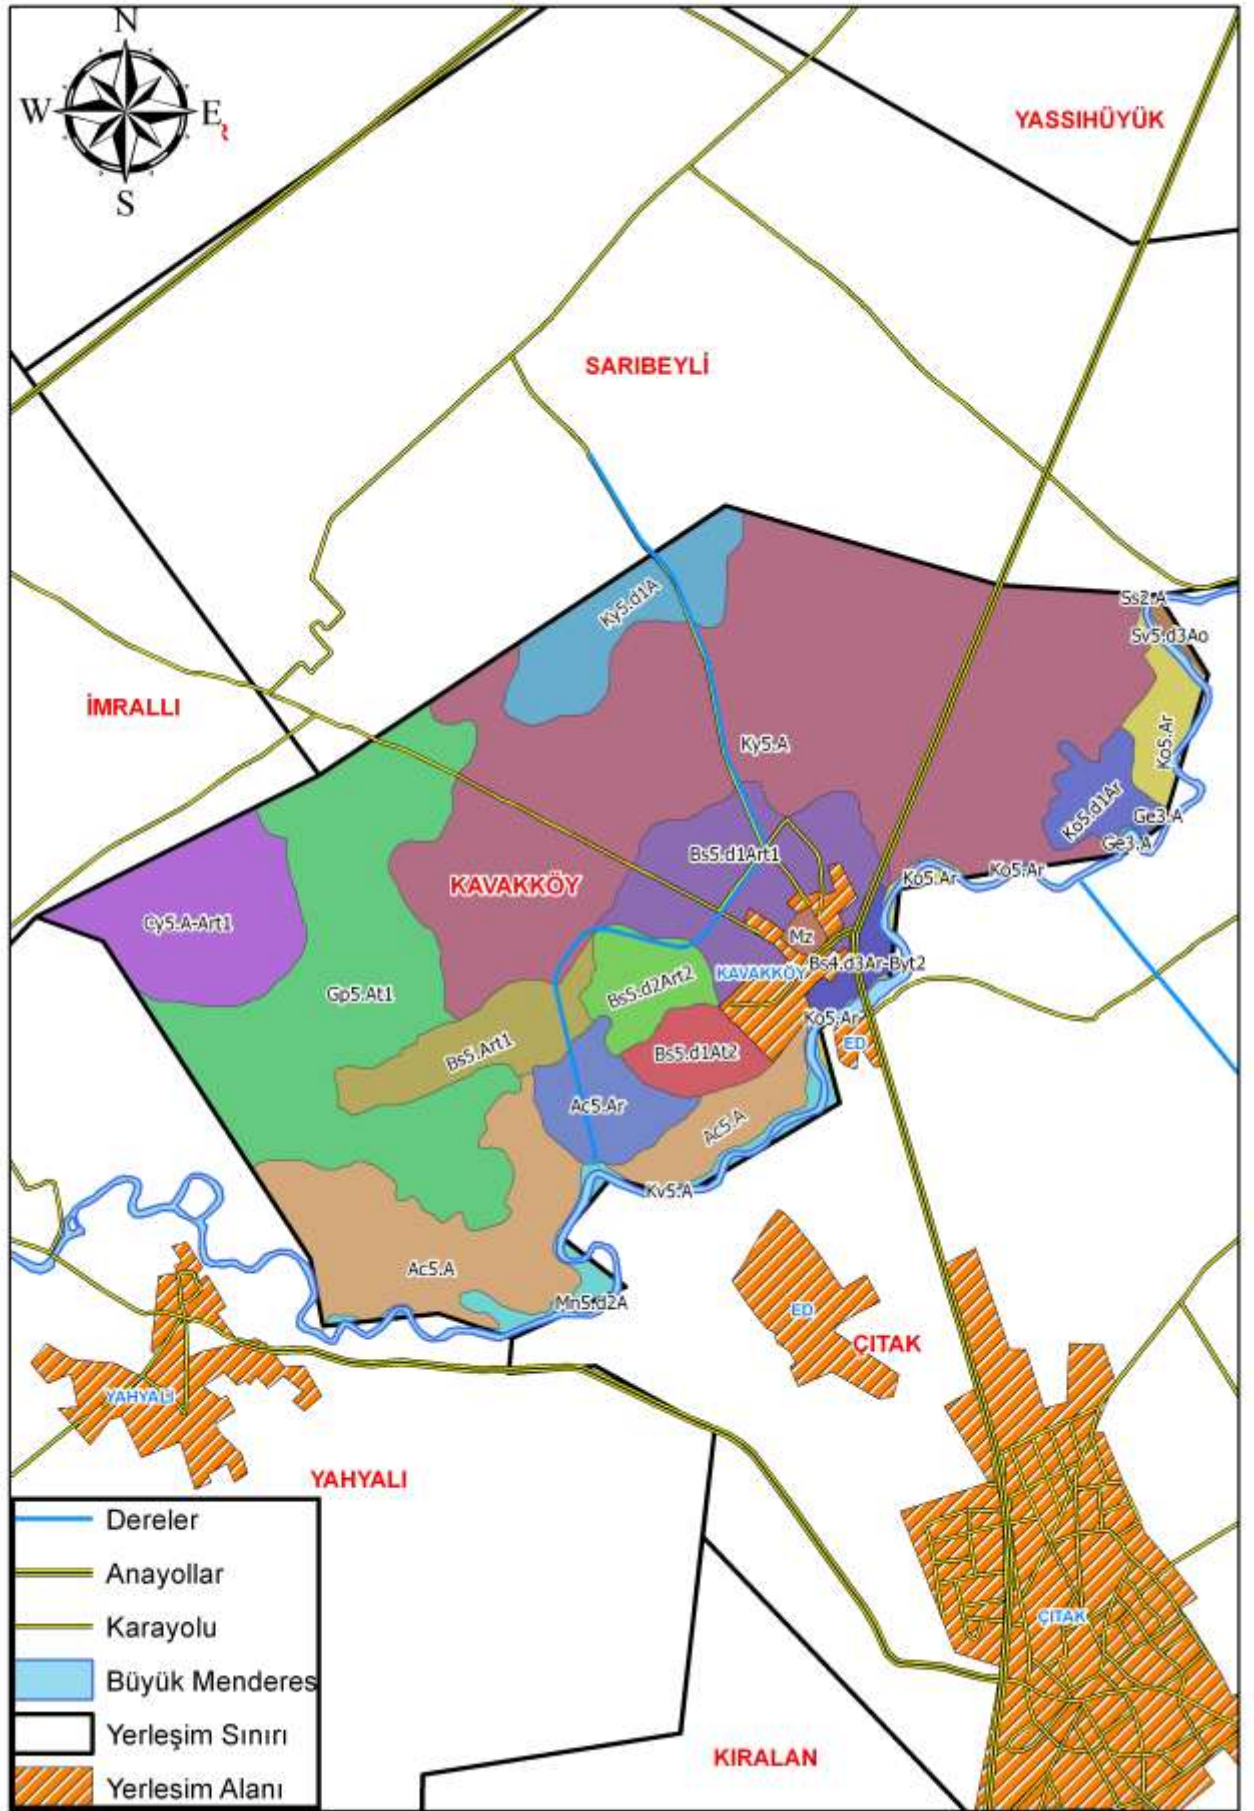 N
W
E
R
S
YASSIHÜYÜK
SARIBEYLİ
Ky5.d1A
Ss2.A
Sv5.d3Ao
İMRALLI
Ko5.Ar
Ky5.A
Ko5.d1Ar
Ge3.A
Ge3.A
Bs5.d1Art1
Ko5.Ar
Ko5.Ar
KAVAKKÖY
Cy5.A-Art1
Mz
Bs4.d3Ar-Byt2
KAVAKKÖY
Bs5.d2Art2
Gp5.At1
Ko5.Ar
ED
Bs5.Art1
Bs5.d1At2
Ac5.Ar
Ac5.A
Kv5.A
Ac5.A
Mn5.d2A
ED
ÇITAK
YAHYALI
YAHYALI
Dereler
Anayollar
Karayolu
ÇITAK
Büyük Menderes
Yerleşim Sınırı
KIRALAN
Yerlesim Alanı